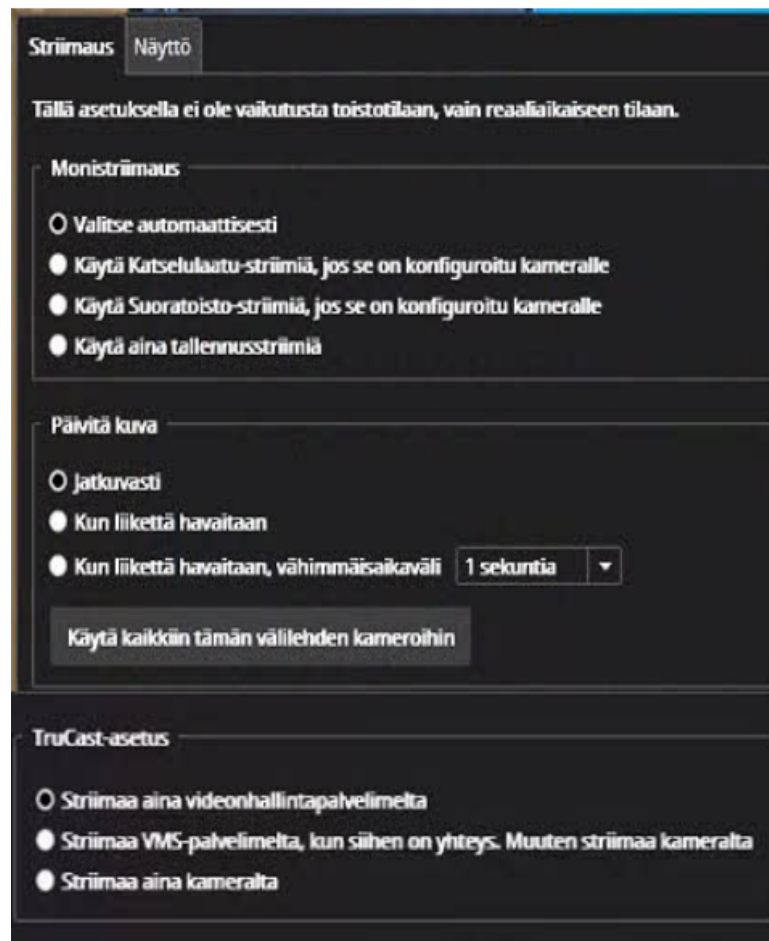 Striimaus Näyttö
Tällä asetuksella ei ole vaikutusta toistotilaan, vain reaaliaikaiseen tilaan.
Monistriimaus
Valitse automaattisesti
Käytä Katselulaatu-striimiä, jos se on konfiguroitu kameralle
Käytä Suoratoisto-striimiä, jos se on konfiguroitu kameralle
Käytä aina tallennusstriimiä
Päivitä kuva
Jatkuvasti
Kun liikettä havaitaan
Kun liikettä havaitaan, vähimmäisaikaväli 1 sekuntia
Käytä kaikkiin tämän välilehden kameroihin
TruCast-asetus
Striimaa aina videonhallintapalvelimelta
Striimaa VMS-palvelimelta, kun siihen on yhteys. Muuten striimaa kameralta
Striimaa aina kameralta